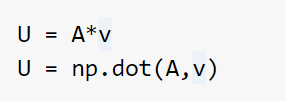 U = A*v
U = np.dot(A,v)